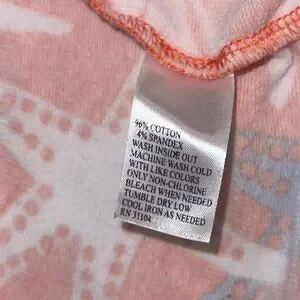 96% COTTON
4% SPANDEX
WASH INSIDE OUT
MACHINE WASH COLD
WITH LIKE COLORS
ONLY NON-CHLORINE
BLEACH WHEN NEEDED
TUMBLE DRY LOW
COOL IRON AS NEEDED
RN 31104